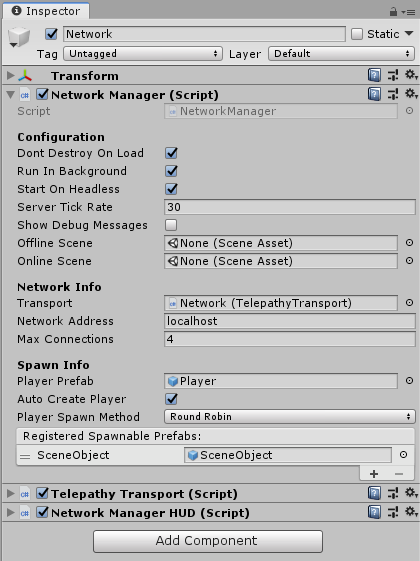 Inspector
Network
Static
Tag Untagged Layer Default
Transform
Network Manager (Script)
Script NetworkManager
Configuration
Dont Destroy On Load
Run In Background
Start On Headless
Server Tick Rate 30
Show Debug Messages
Offline Scene None (Scene Asset)
Online Scene None (Scene Asset)
Network Info
Transport Network (TelepathyTransport)
Network Address localhost
Max Connections 4
Spawn Info
Player Prefab Player
Auto Create Player
Player Spawn Method Round Robin
Registered Spawnable Prefabs:
SceneObject SceneObject
+ −
Telepathy Transport (Script)
Network Manager HUD (Script)
Add Component